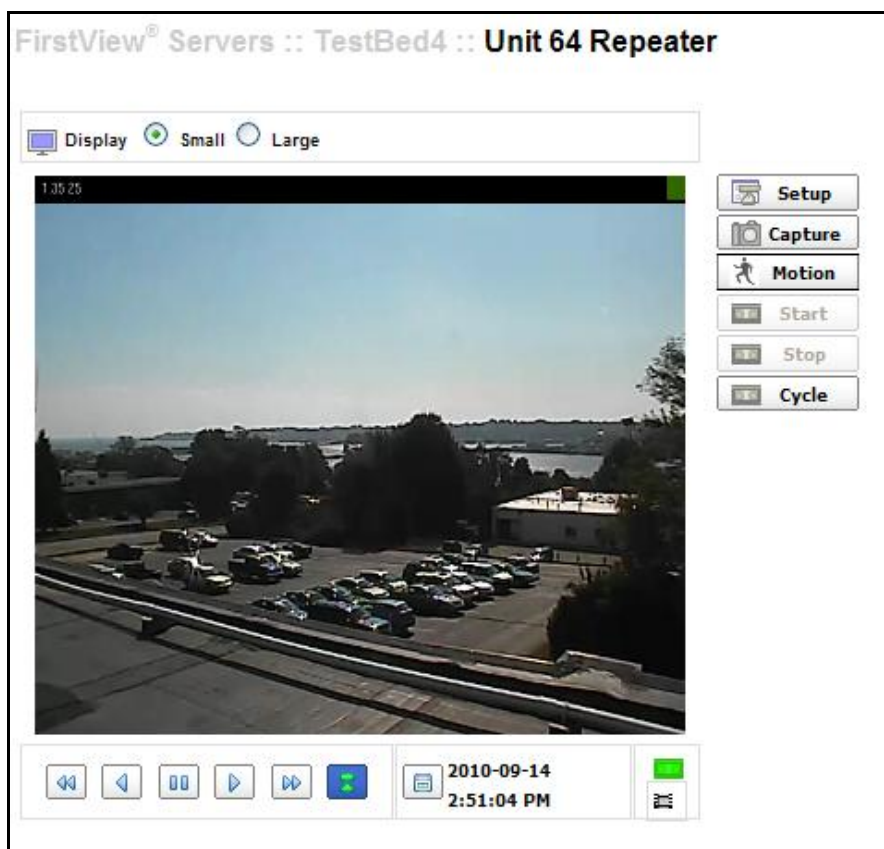 FirstView® Servers :: TestBed4 :: Unit 64 Repeater
Display Small Large
1:35:25
Setup
Capture
Motion
Start
Stop
Cycle
2010-09-14
2:51:04 PM